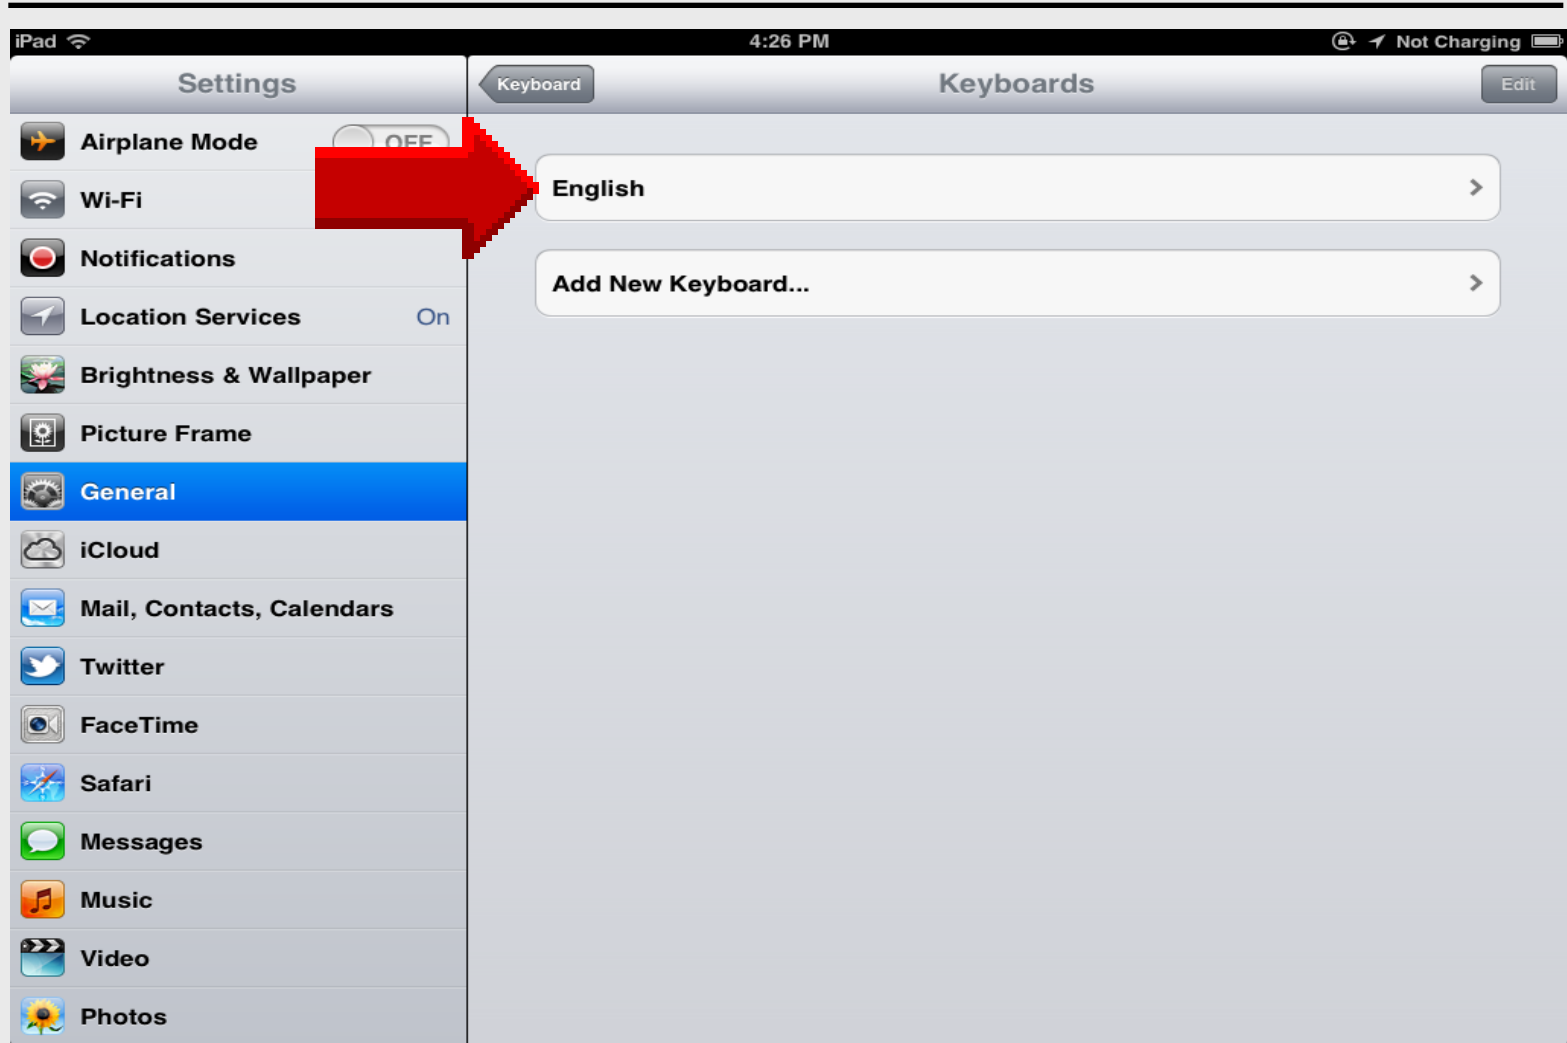 iPad
4:26 PM
Not Charging
Settings
Keyboard
Keyboards
Edit
Airplane Mode
OFF
Wi-Fi
Notifications
Location Services On
Brightness & Wallpaper
Picture Frame
General
iCloud
Mail, Contacts, Calendars
Twitter
FaceTime
Safari
Messages
Music
Video
Photos
English
Add New Keyboard...